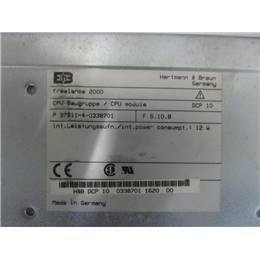 Hartmann & Braun
Germany
Freelance 2000
CPU-Baugruppe / CPU module
DCP 10
P 37211-4-0338701
F 6.10.8
int.Leistungsaufn./int.power consumpt.: 12 W
H&B DCP 10 0338701 1620 00
Made in Germany